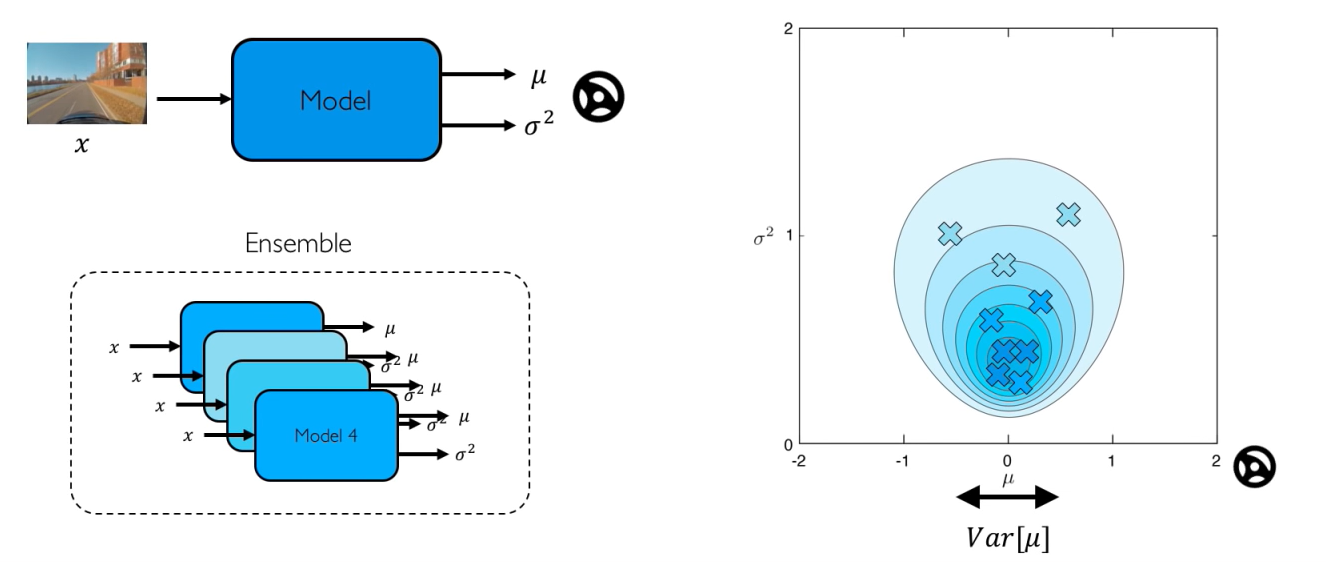 x
Model
μ
σ²
Ensemble
x
μ
x
σ² μ
x
σ² μ
x
Model 4
σ² μ
σ²
2
σ² 1
0
-2 -1 0 1 2
μ
Var[μ]